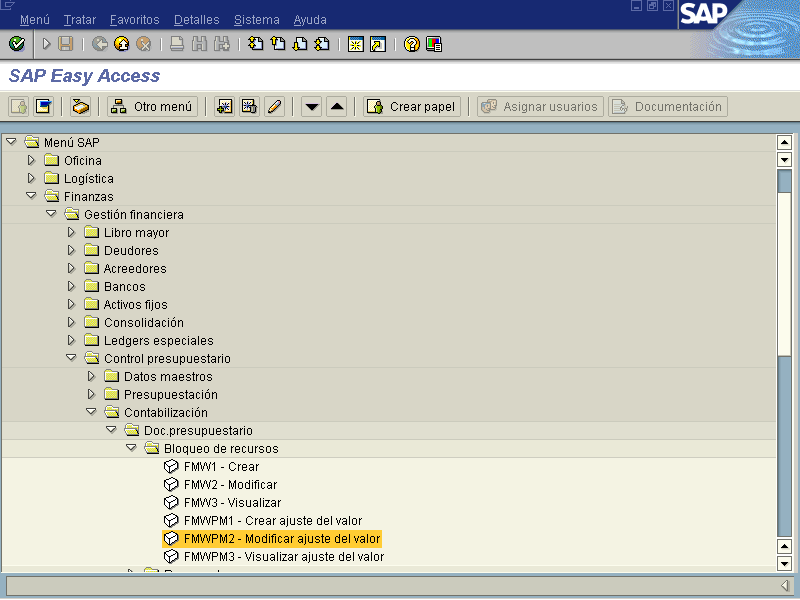 Menú Tratar Favoritos Detalles Sistema Ayuda
SAP
SAP Easy Access
Otro menú Crear papel Asignar usuarios Documentación
Menú SAP
Oficina
Logística
Finanzas
Gestión financiera
Libro mayor
Deudores
Acreedores
Bancos
Activos fijos
Consolidación
Ledgers especiales
Control presupuestario
Datos maestros
Presupuestación
Contabilización
Doc.presupuestario
Bloqueo de recursos
FMW1 - Crear
FMW2 - Modificar
FMW3 - Visualizar
FMWPM1 - Crear ajuste del valor
FMWPM2 - Modificar ajuste del valor
FMWPM3 - Visualizar ajuste del valor